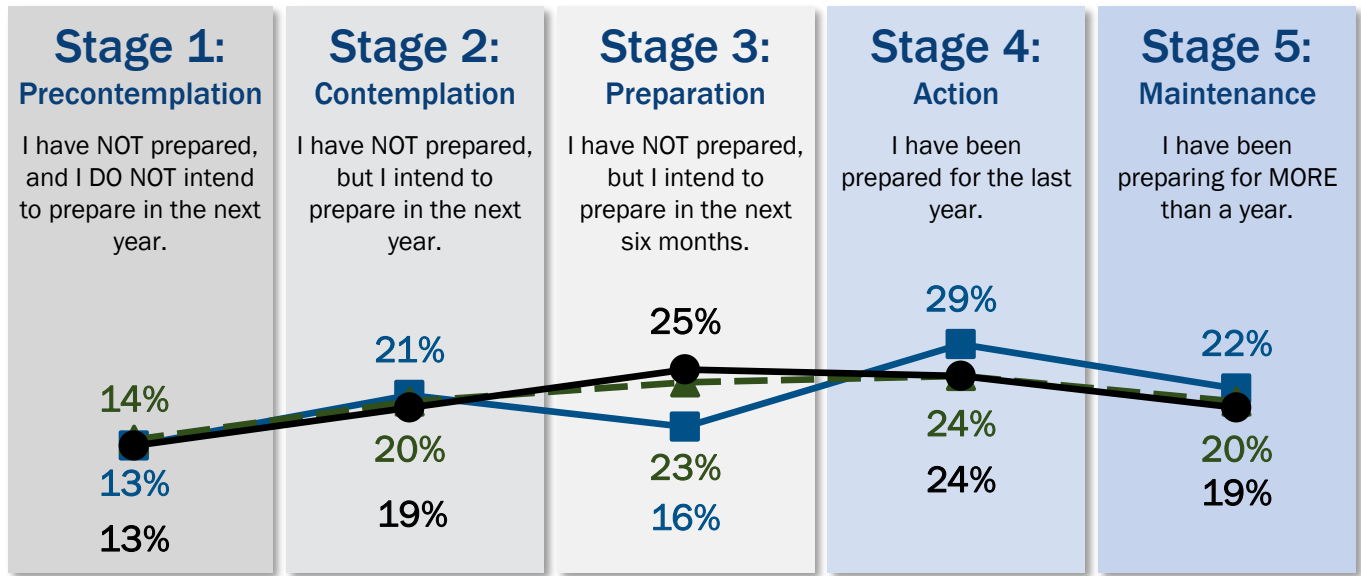 Stage 1:
Precontemplation
I have NOT prepared,
and I DO NOT intend
to prepare in the next
year.
14%
13%
13%
Stage 2:
Contemplation
I have NOT prepared,
but I intend to
prepare in the next
year.
21%
20%
19%
Stage 3:
Preparation
I have NOT prepared,
but I intend to
prepare in the next
six months.
25%
23%
16%
Stage 4:
Action
I have been
prepared for the last
year.
29%
24%
24%
Stage 5:
Maintenance
I have been
preparing for MORE
than a year.
22%
20%
19%